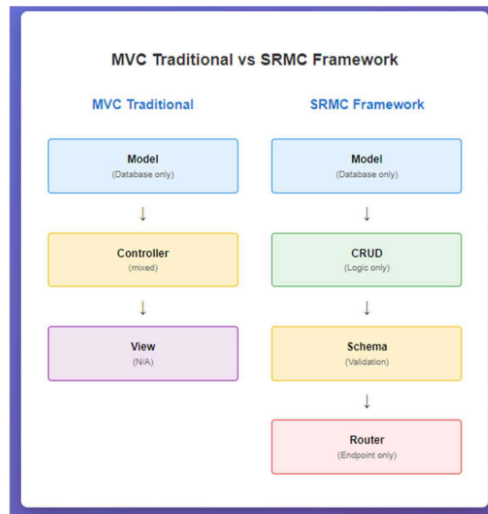 MVC Traditional vs SRMC Framework
MVC Traditional
Model
(Database only)
↓
Controller
(mixed)
↓
View
(N/A)
SRMC Framework
Model
(Database only)
↓
CRUD
(Logic only)
↓
Schema
(Validation)
↓
Router
(Endpoint only)